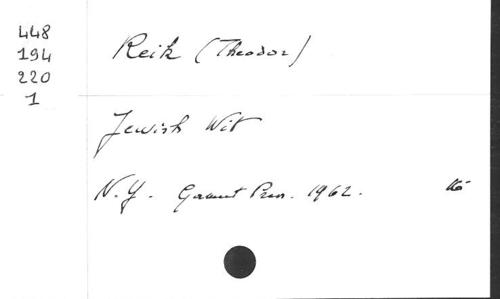 448
194
220
1
Reik (Theodor)
Jewish Wit
N.Y. Gamut Press. 1962.